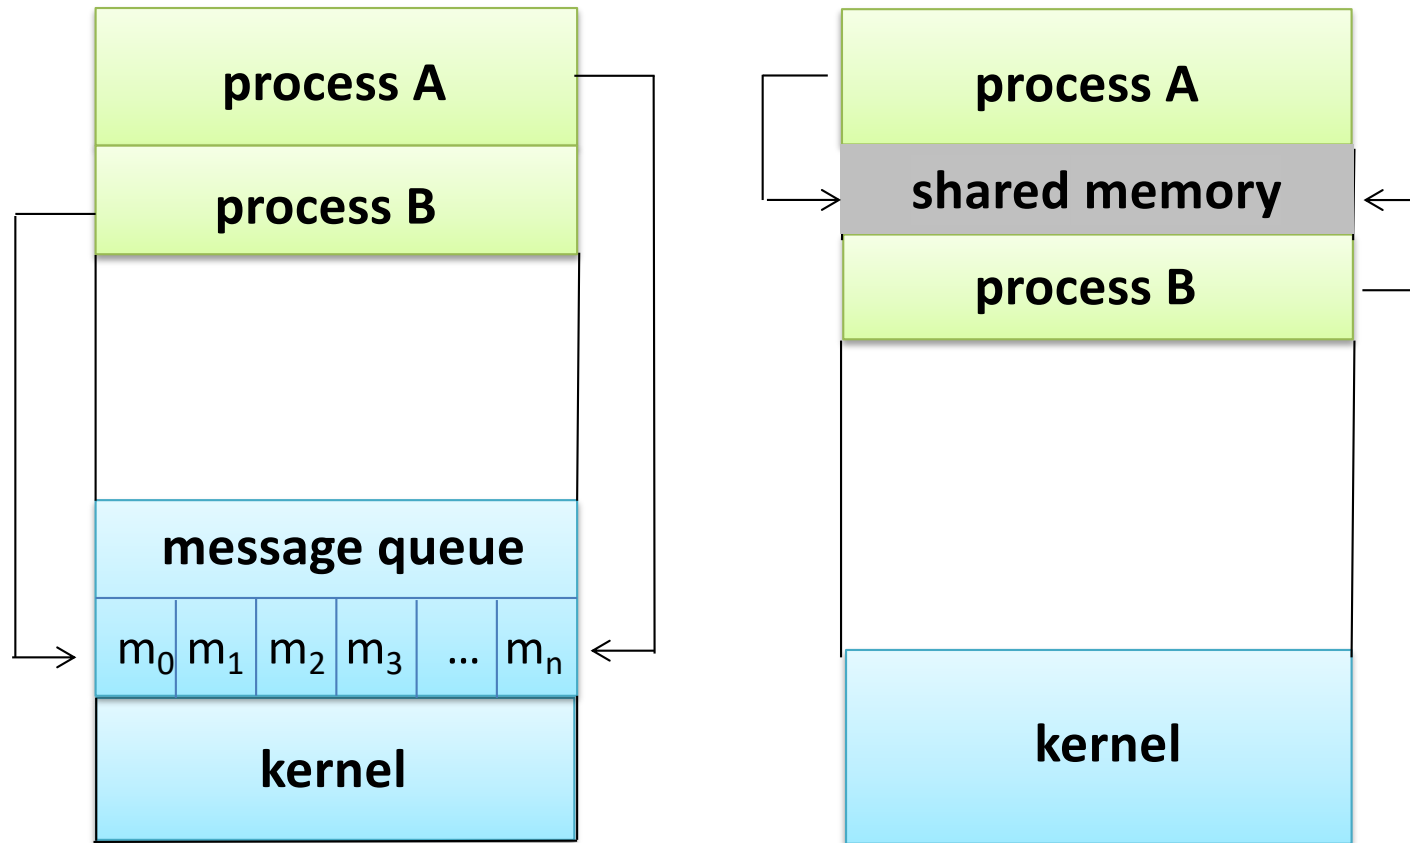 process A
process B
message queue
m0 m1 m2 m3 ... mn
kernel
process A
shared memory
process B
kernel